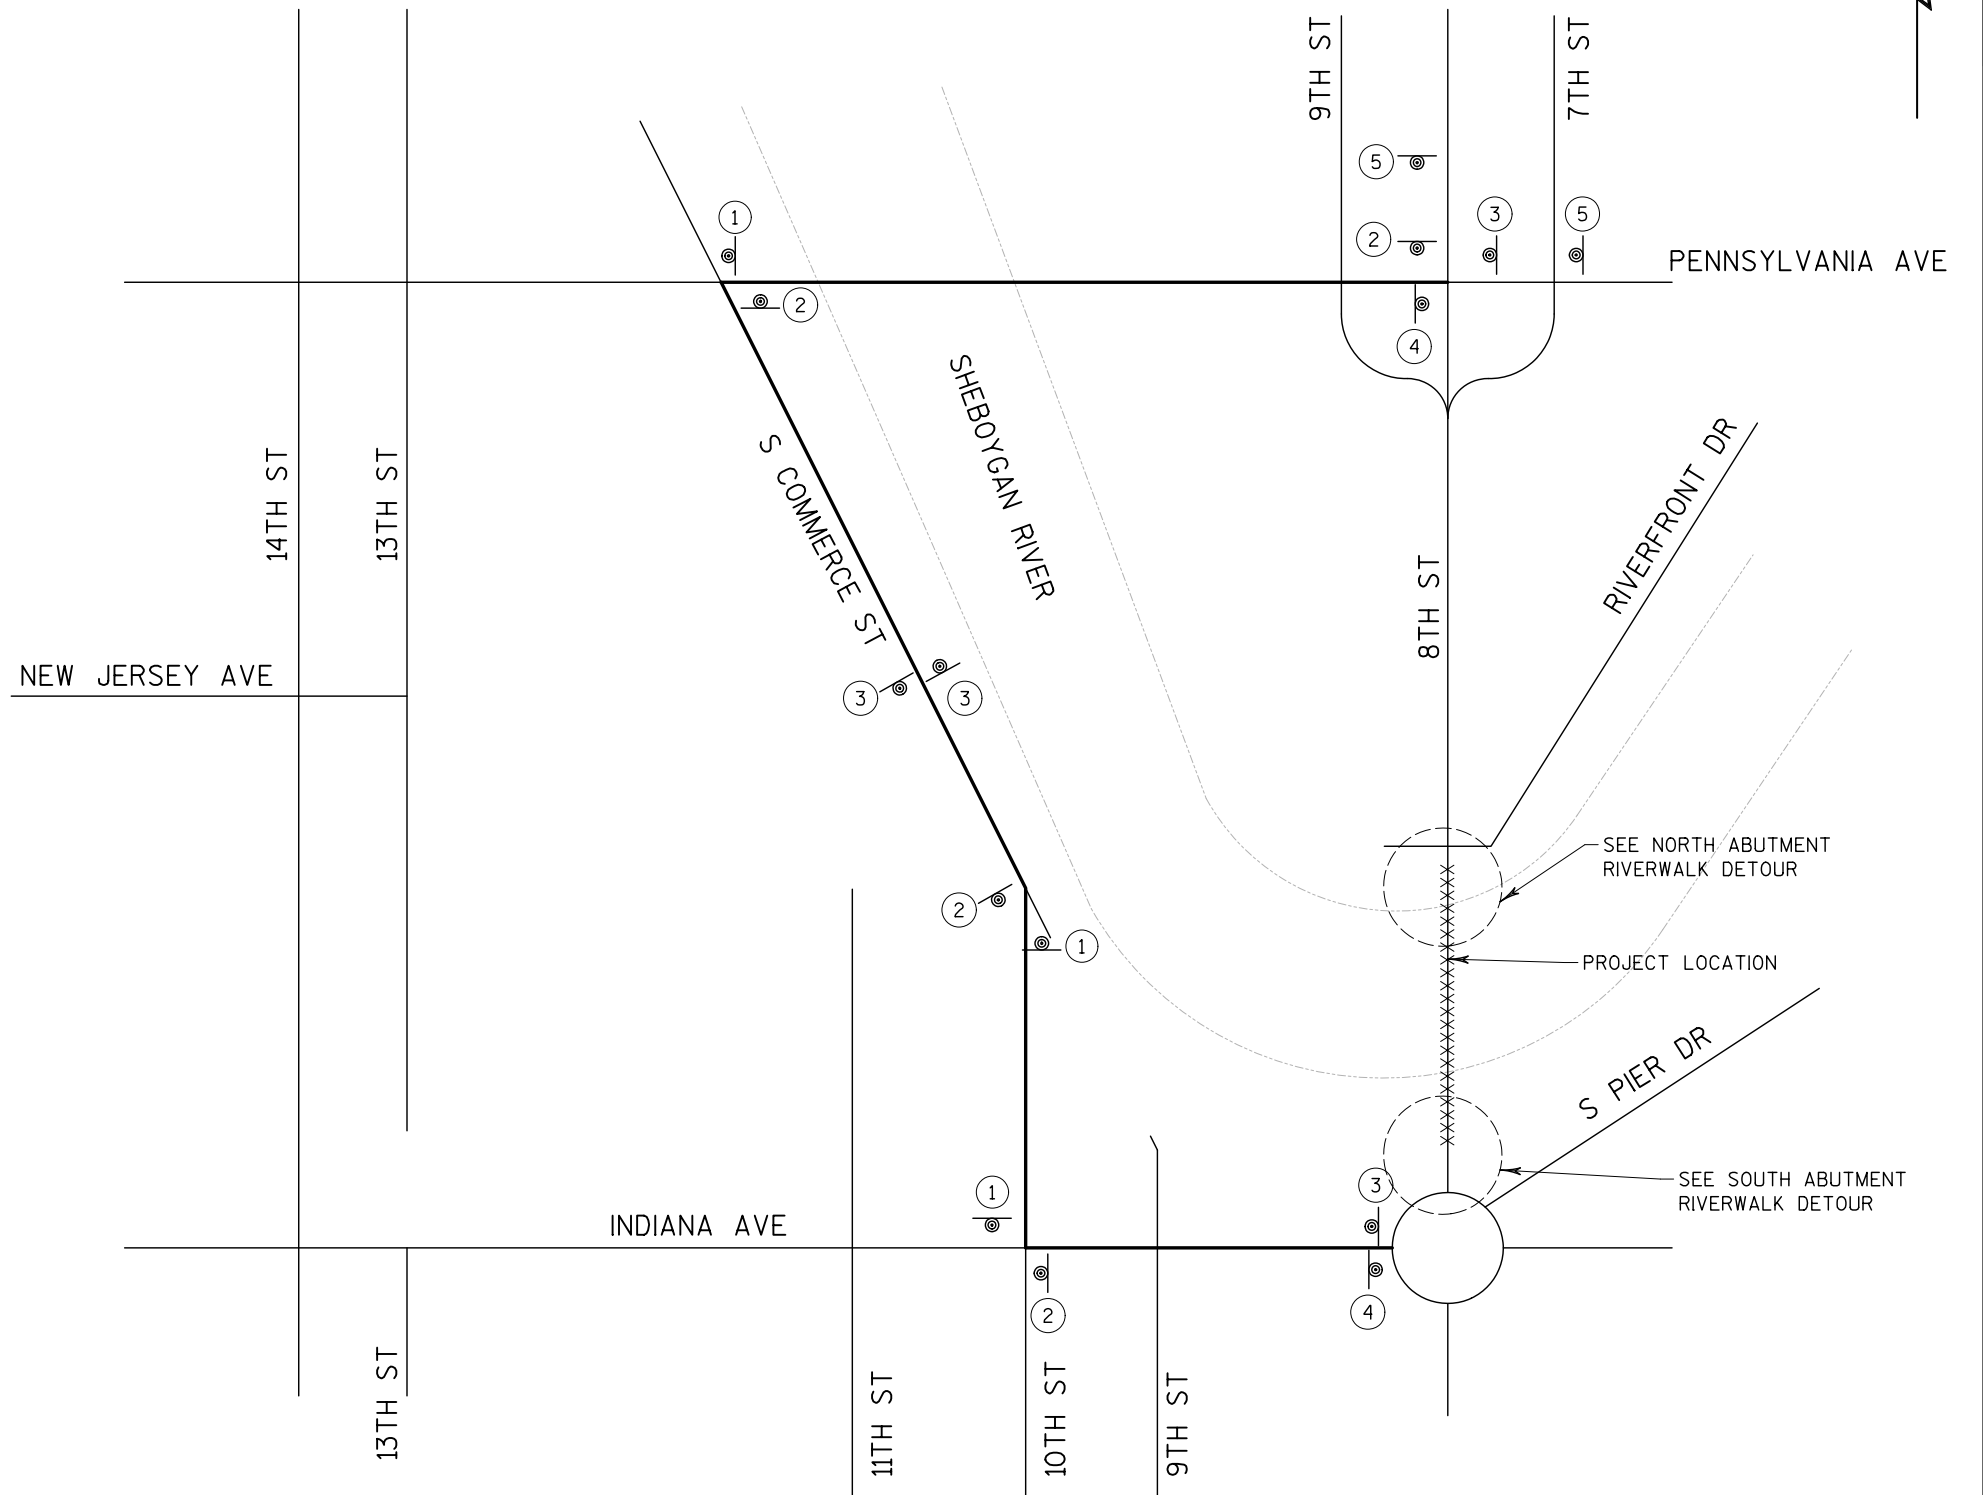 9TH ST
7TH ST
5
1
3
5
2
PENNSYLVANIA AVE
2
4
SHEBOYGAN RIVER
S COMMERCE ST
14TH ST
13TH ST
RIVERFRONT DR
8TH ST
NEW JERSEY AVE
3
3
SEE NORTH ABUTMENT
RIVERWALK DETOUR
2
1
PROJECT LOCATION
S PIER DR
1
3
SEE SOUTH ABUTMENT
RIVERWALK DETOUR
INDIANA AVE
2
4
13TH ST
11TH ST
10TH ST
9TH ST